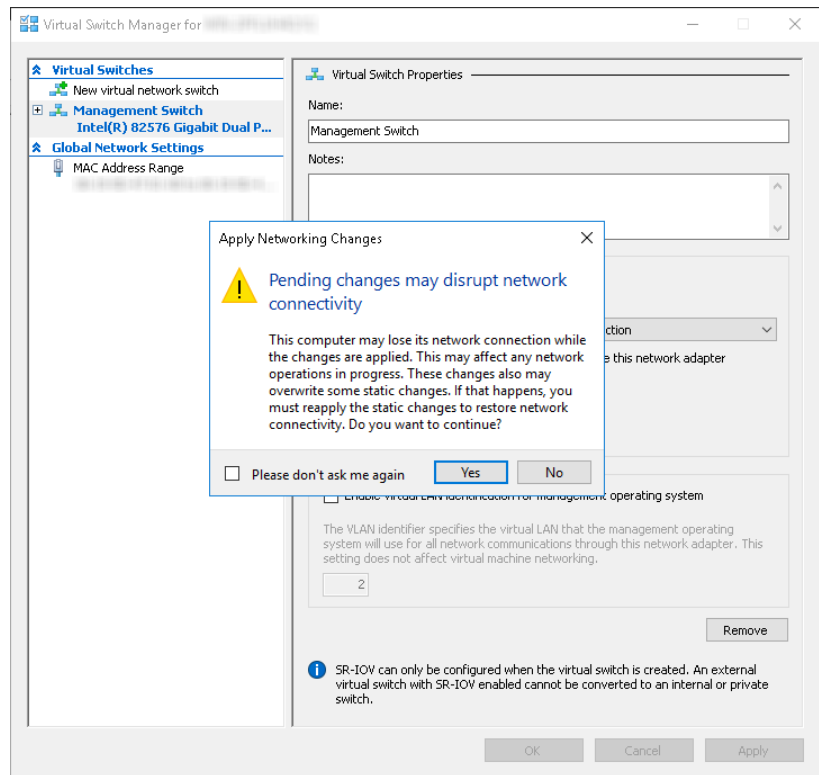 Virtual Switch Manager for
Virtual Switches
New virtual network switch
Management Switch
Intel(R) 82576 Gigabit Dual P...
Global Network Settings
MAC Address Range
Virtual Switch Properties
Name:
Management Switch
Notes:
ction
e this network adapter
Apply Networking Changes
Pending changes may disrupt network
connectivity
This computer may lose its network connection while
the changes are applied. This may affect any network
operations in progress. These changes also may
overwrite some static changes. If that happens, you
must reapply the static changes to restore network
connectivity. Do you want to continue?
Please don't ask me again
Yes
No
Enable virtual LAN identification for management operating system
The VLAN identifier specifies the virtual LAN that the management operating
system will use for all network communications through this network adapter. This
setting does not affect virtual machine networking.
2
Remove
SR-IOV can only be configured when the virtual switch is created. An external
virtual switch with SR-IOV enabled cannot be converted to an internal or private
switch.
OK
Cancel
Apply